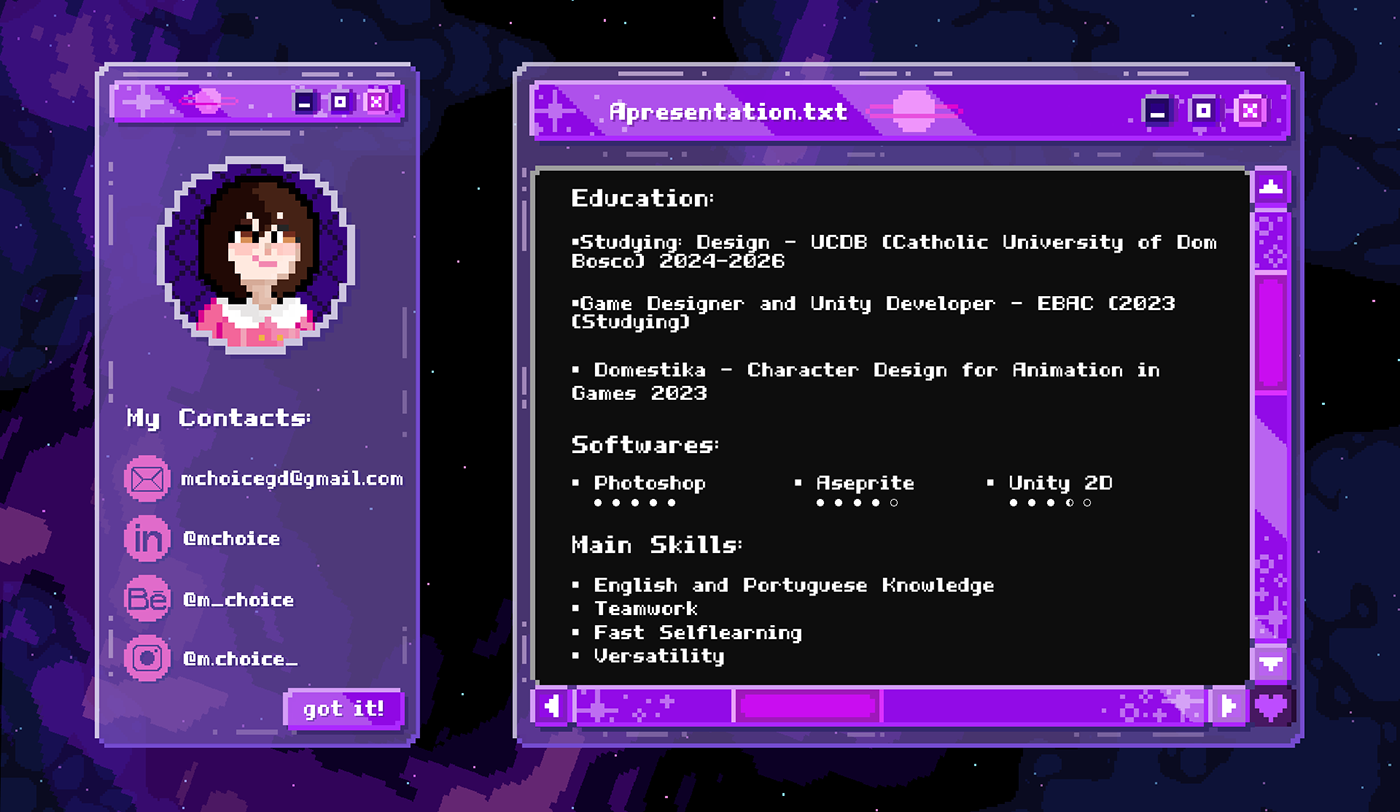 My Contacts:
mchoicegd@gmail.com
in @mchoice
Bē @m_choice
@m.choice_
got it!
Apresentation.txt
Education:
▪Studying: Design - UCDB (Catholic University of Dom
Bosco) 2024-2026
▪Game Designer and Unity Developer - EBAC (2023
(Studying)
▪ Domestika - Character Design for Animation in
Games 2023
Softwares:
▪ Photoshop ▪ Aseprite ▪ Unity 2D
Main Skills:
▪ English and Portuguese Knowledge
▪ Teamwork
▪ Fast Selflearning
▪ Versatility